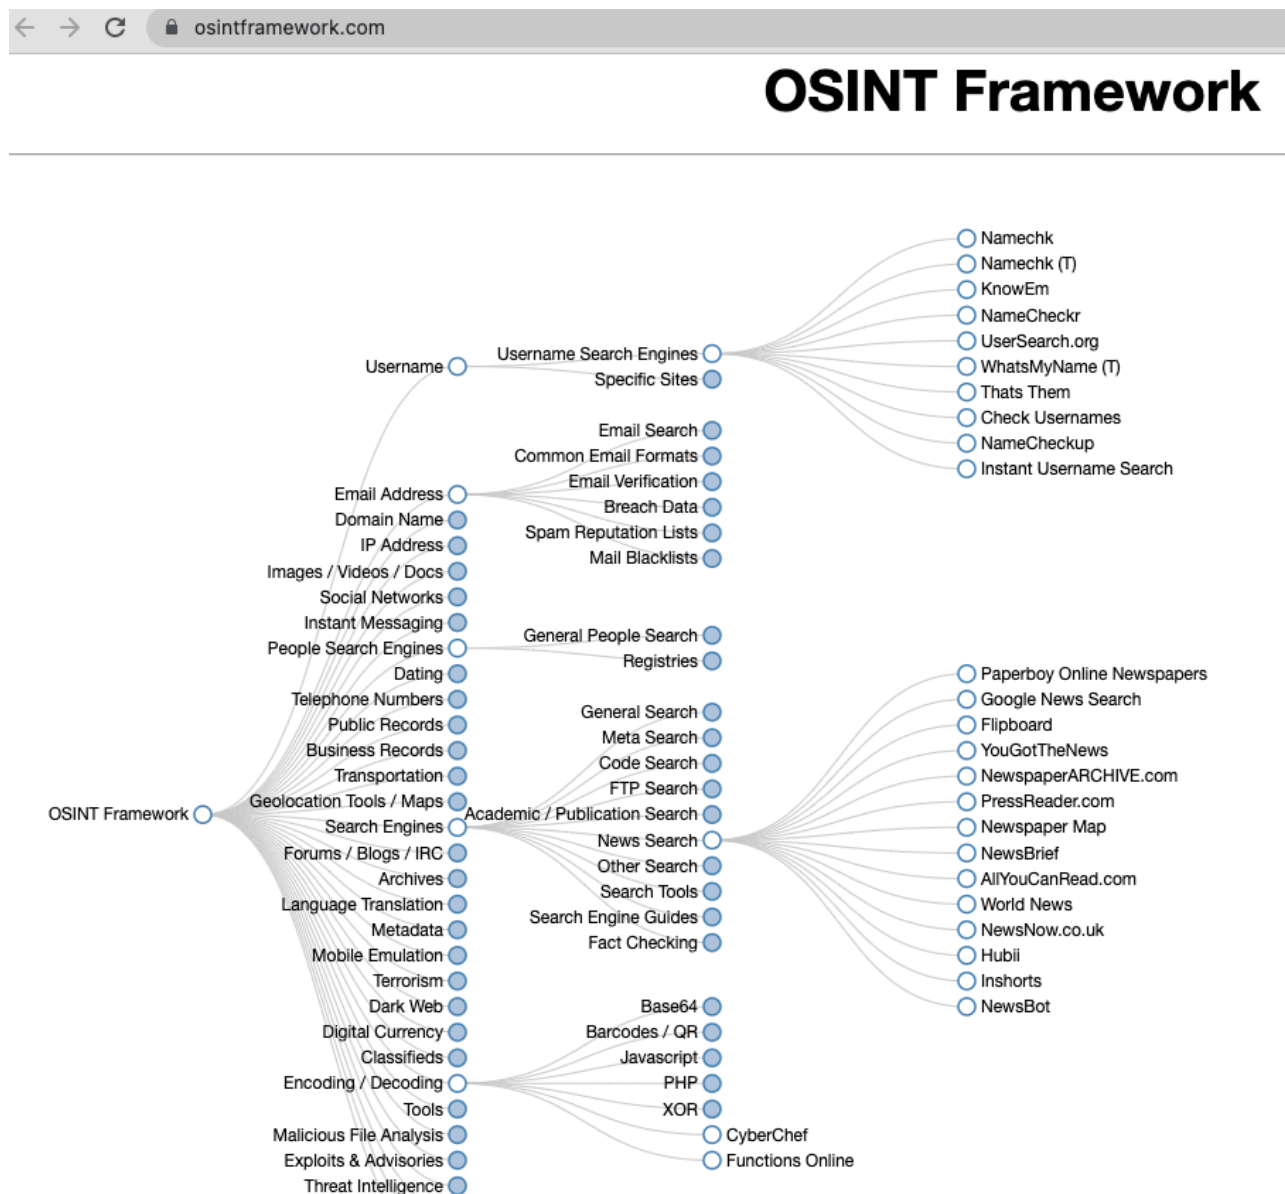 osintframework.com
OSINT Framework
Namechk
Namechk (T)
KnowEm
NameCheckr
UserSearch.org
WhatsMyName (T)
Thats Them
Check Usernames
NameCheckup
Instant Username Search
Username Search Engines
Specific Sites
Username
Email Search
Common Email Formats
Email Verification
Breach Data
Spam Reputation Lists
Mail Blacklists
Email Address
Domain Name
IP Address
Images / Videos / Docs
Social Networks
Instant Messaging
People Search Engines
General People Search
Registries
Dating
Telephone Numbers
Public Records
Business Records
Transportation
Geolocation Tools / Maps
OSINT Framework
Search Engines
General Search
Meta Search
Code Search
FTP Search
Academic / Publication Search
News Search
Other Search
Search Tools
Search Engine Guides
Fact Checking
Paperboy Online Newspapers
Google News Search
Flipboard
YouGotTheNews
NewspaperARCHIVE.com
PressReader.com
Newspaper Map
NewsBrief
AllYouCanRead.com
World News
NewsNow.co.uk
Hubii
Inshorts
NewsBot
Forums / Blogs / IRC
Archives
Language Translation
Metadata
Mobile Emulation
Terrorism
Dark Web
Digital Currency
Classifieds
Encoding / Decoding
Base64
Barcodes / QR
Javascript
PHP
XOR
CyberChef
Functions Online
Tools
Malicious File Analysis
Exploits & Advisories
Threat Intelligence